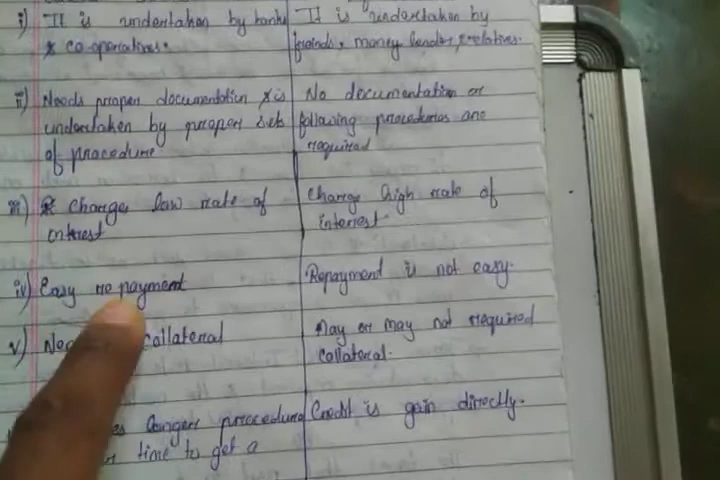 i) It is undertaken by banks
& co-operatives.
It is undertaken by
freinds, money lender, relatives.
ii) Needs proper documentation & is
undertaken by proper sets
of procedure.
No documentation or
following procedures are
required
iii) Charges low rate of
interest
Charge high rate of
interest.
iv) Easy repayment
Repayment is not easy.
v) collateral
May or may not required
collateral.
longer procedure
time to get a
Credit is gain directly.